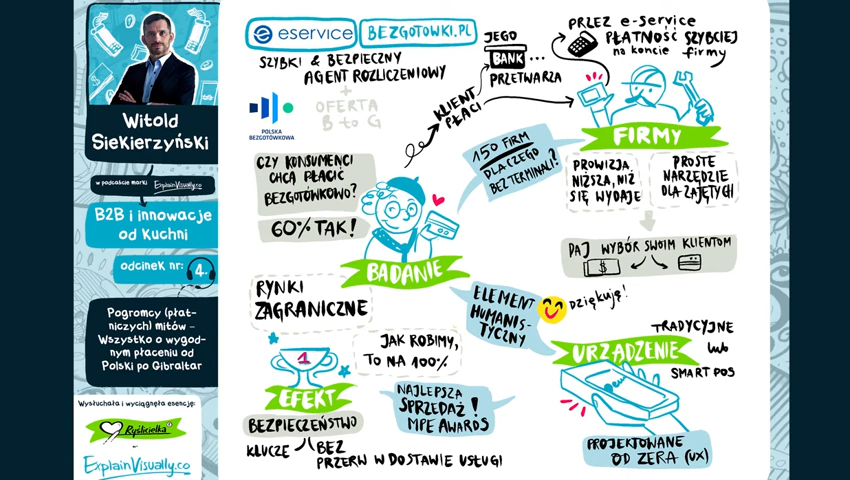 Witold
Siekierzyński
w podcaście marki ExplainVisually.co
B2B i innowacje
od Kuchni
odcinek nr: 4.
Pogromcy (płat-
niczych) mitów –
Wszystko o wygod-
nym płaceniu od
Polski po Gibraltar
Wysłuchała i wyciągnęła esencję:
Ryślicielka
ExplainVisually.co
eservice
BEZGOTOWKI.PL
SZYBKI & BEZPIECZNY
AGENT ROZLICZENIOWY
+
OFERTA
B to G
POLSKA
BEZGOTÓWKOWA
KLIENT
PŁACI
JEGO
BANK ...
PRZETWARZA
PRZEZ e-SERVICE
PŁATNOŚĆ SZYBCIEJ
na koncie firmy
FIRMY
PROWIZJA
NIŻSZA, NIŻ
SIĘ WYDAJE
PROSTE
NARZĘDZIE
DLA ZAJĘTYCH
DAJ WYBÓR SWOIM KLIENTOM
$
CZY KONSUMENCI
CHCĄ PŁACIĆ
BEZGOTÓWKOWO?
60% TAK!
150 FIRM
DLACZEGO
BEZ TERMINALI?
BADANIE
RYNKI
ZAGRANICZNE
ELEMENT
HUMANIS-
TYCZNY
DZIĘKUJĘ!
1
EFEKT
JAK ROBIMY,
TO NA 100%
NAJLEPSZA
SPRZEDAŻ!
MPE AWARDS
BEZPIECZEŃSTWO
KLUCZE
BEZ
PRZERW W DOSTAWIE USŁUGI
URZĄDZENIE
TRADYCYJNE
lub
SMART POS
PROJEKTOWANE
OD ZERA (UX)